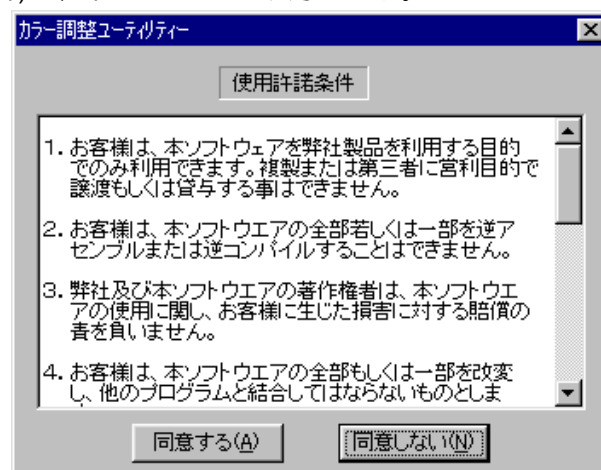 カラー調整ユーティリティー
使用許諾条件
1. お客様は、本ソフトウェアを弊社製品を利用する目的
でのみ利用できます。複製または第三者に営利目的で
譲渡もしくは貸与する事はできません。
2. お客様は、本ソフトウエアの全部若しくは一部を逆ア
センブルまたは逆コンパイルすることはできません。
3. 弊社及び本ソフトウエアの著作権者は、本ソフトウエ
アの使用に関し、お客様に生じた損害に対する賠償の
責を負いません。
4. お客様は、本ソフトウエアの全部もしくは一部を改変
し、他のプログラムと結合してはならないものとしま
同意する(A)
同意しない(N)